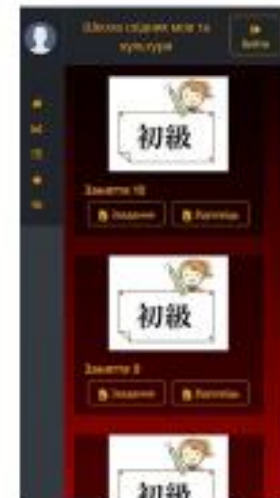 Школа східних мов та
культури
Вийти
初級
Заняття 10
Завдання
初級
Заняття 9
Завдання
初級